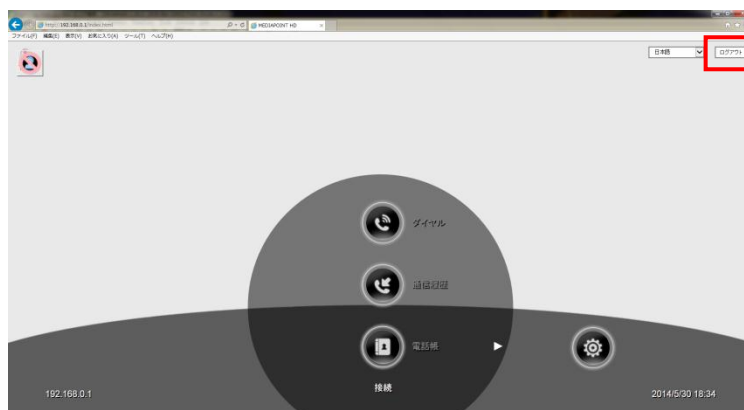 http://192.168.0.1/index.html
MEDIAPOINT HD
ファイル(F) 編集(E) 表示(V) お気に入り(A) ツール(T) ヘルプ(H)
日本語
ログアウト
ダイヤル
通信履歴
電話帳
接続
192.168.0.1
2014/5/30 18:34